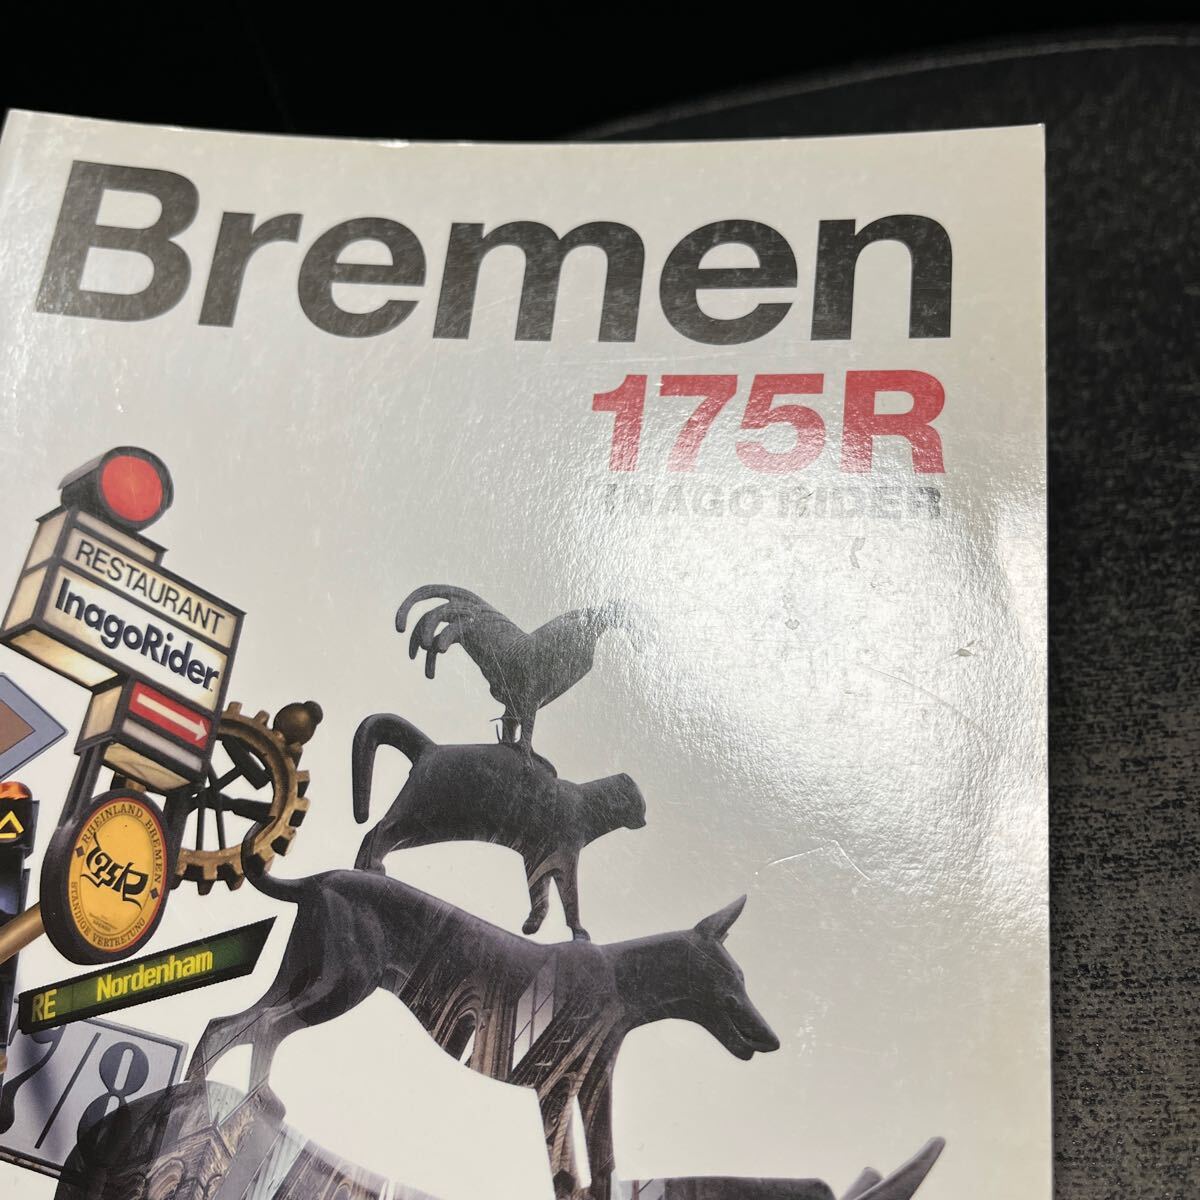 Bremen
175R
INAGO RIDER
RESTAURANT
InagoRider
RHEINLAND BREMEN
175R
STÄNDIGE VERTRETUNG
RE Nordenham
7/8